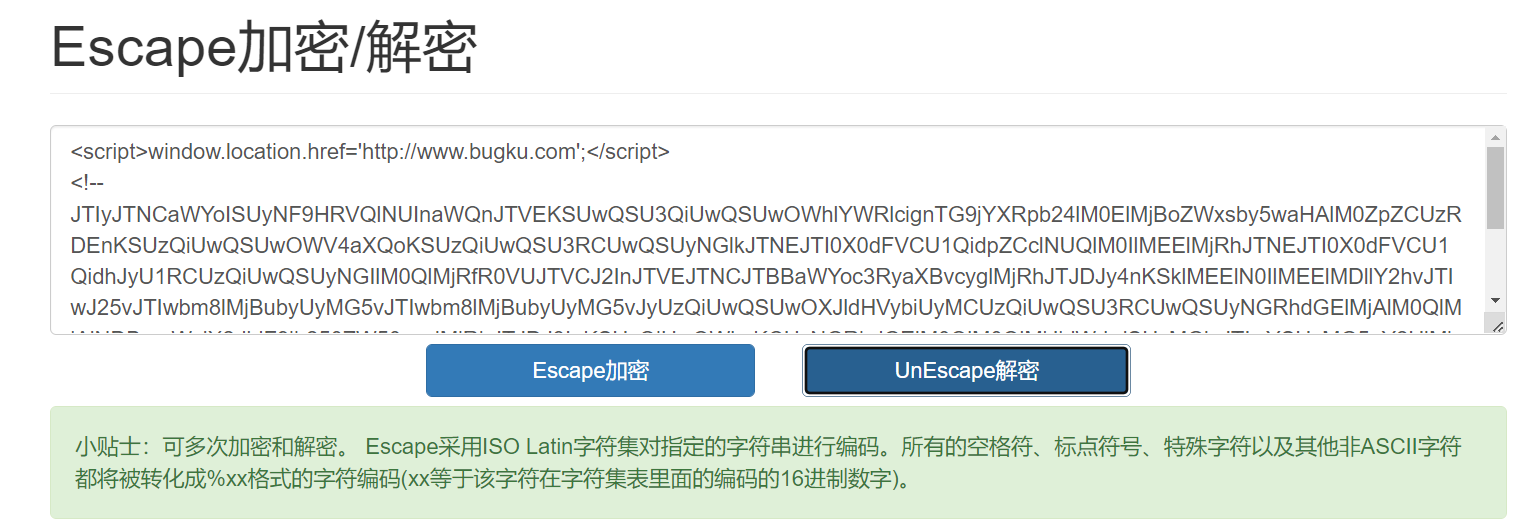 Escape加密/解密
<script>window.location.href='http://www.bugku.com';</script>
<!--
JTIyJTNCaWYoISUyNF9HRVQlNUInaWQnJTVEKSUwQSU3QiUwQSUwOWhlYWRlcignTG9jYXRpb24lM0ElMjBoZWxsby5waHAlM0ZpZCUzR
DEnKSUzQiUwQSUwOWV4aXQoKSUzQiUwQSU3RCUwQSUyNGlkJTNEJTI0X0dFVCU1QidpZCclNUQlM0IlMEElMjRhJTNEJTI0X0dFVCU1
QidhJyU1RCUzQiUwQSUyNGIlM0QlMjRfR0VUJTVCJ2InJTVEJTNCJTBBaWYoc3RyaXBvcyglMjRhJTJDJy4nKSklMEElN0IlMEElMDllY2hvJTI
wJ25vJTIwbm8lMjBubyUyMG5vJTIwbm8lMjBubyUyMG5vJyUzQiUwQSUwOXJldHVybiUyMCUzQiUwQSU3RCUwQSUyNGRhdGElMjAlM0QlM
Escape加密
UnEscape解密
小贴士：可多次加密和解密。 Escape采用ISO Latin字符集对指定的字符串进行编码。所有的空格符、标点符号、特殊字符以及其他非ASCII字符
都将被转化成%xx格式的字符编码(xx等于该字符在字符集表里面的编码的16进制数字)。